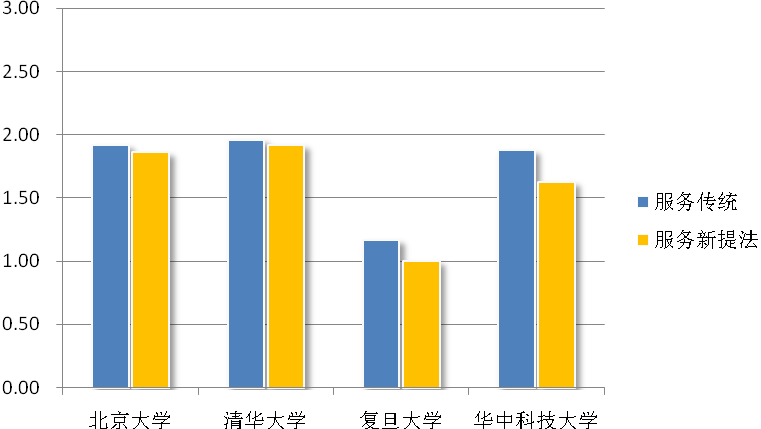 3.00
2.50
2.00
1.50
1.00
0.50
0.00
北京大学
清华大学
复旦大学
华中科技大学
服务传统
服务新提法